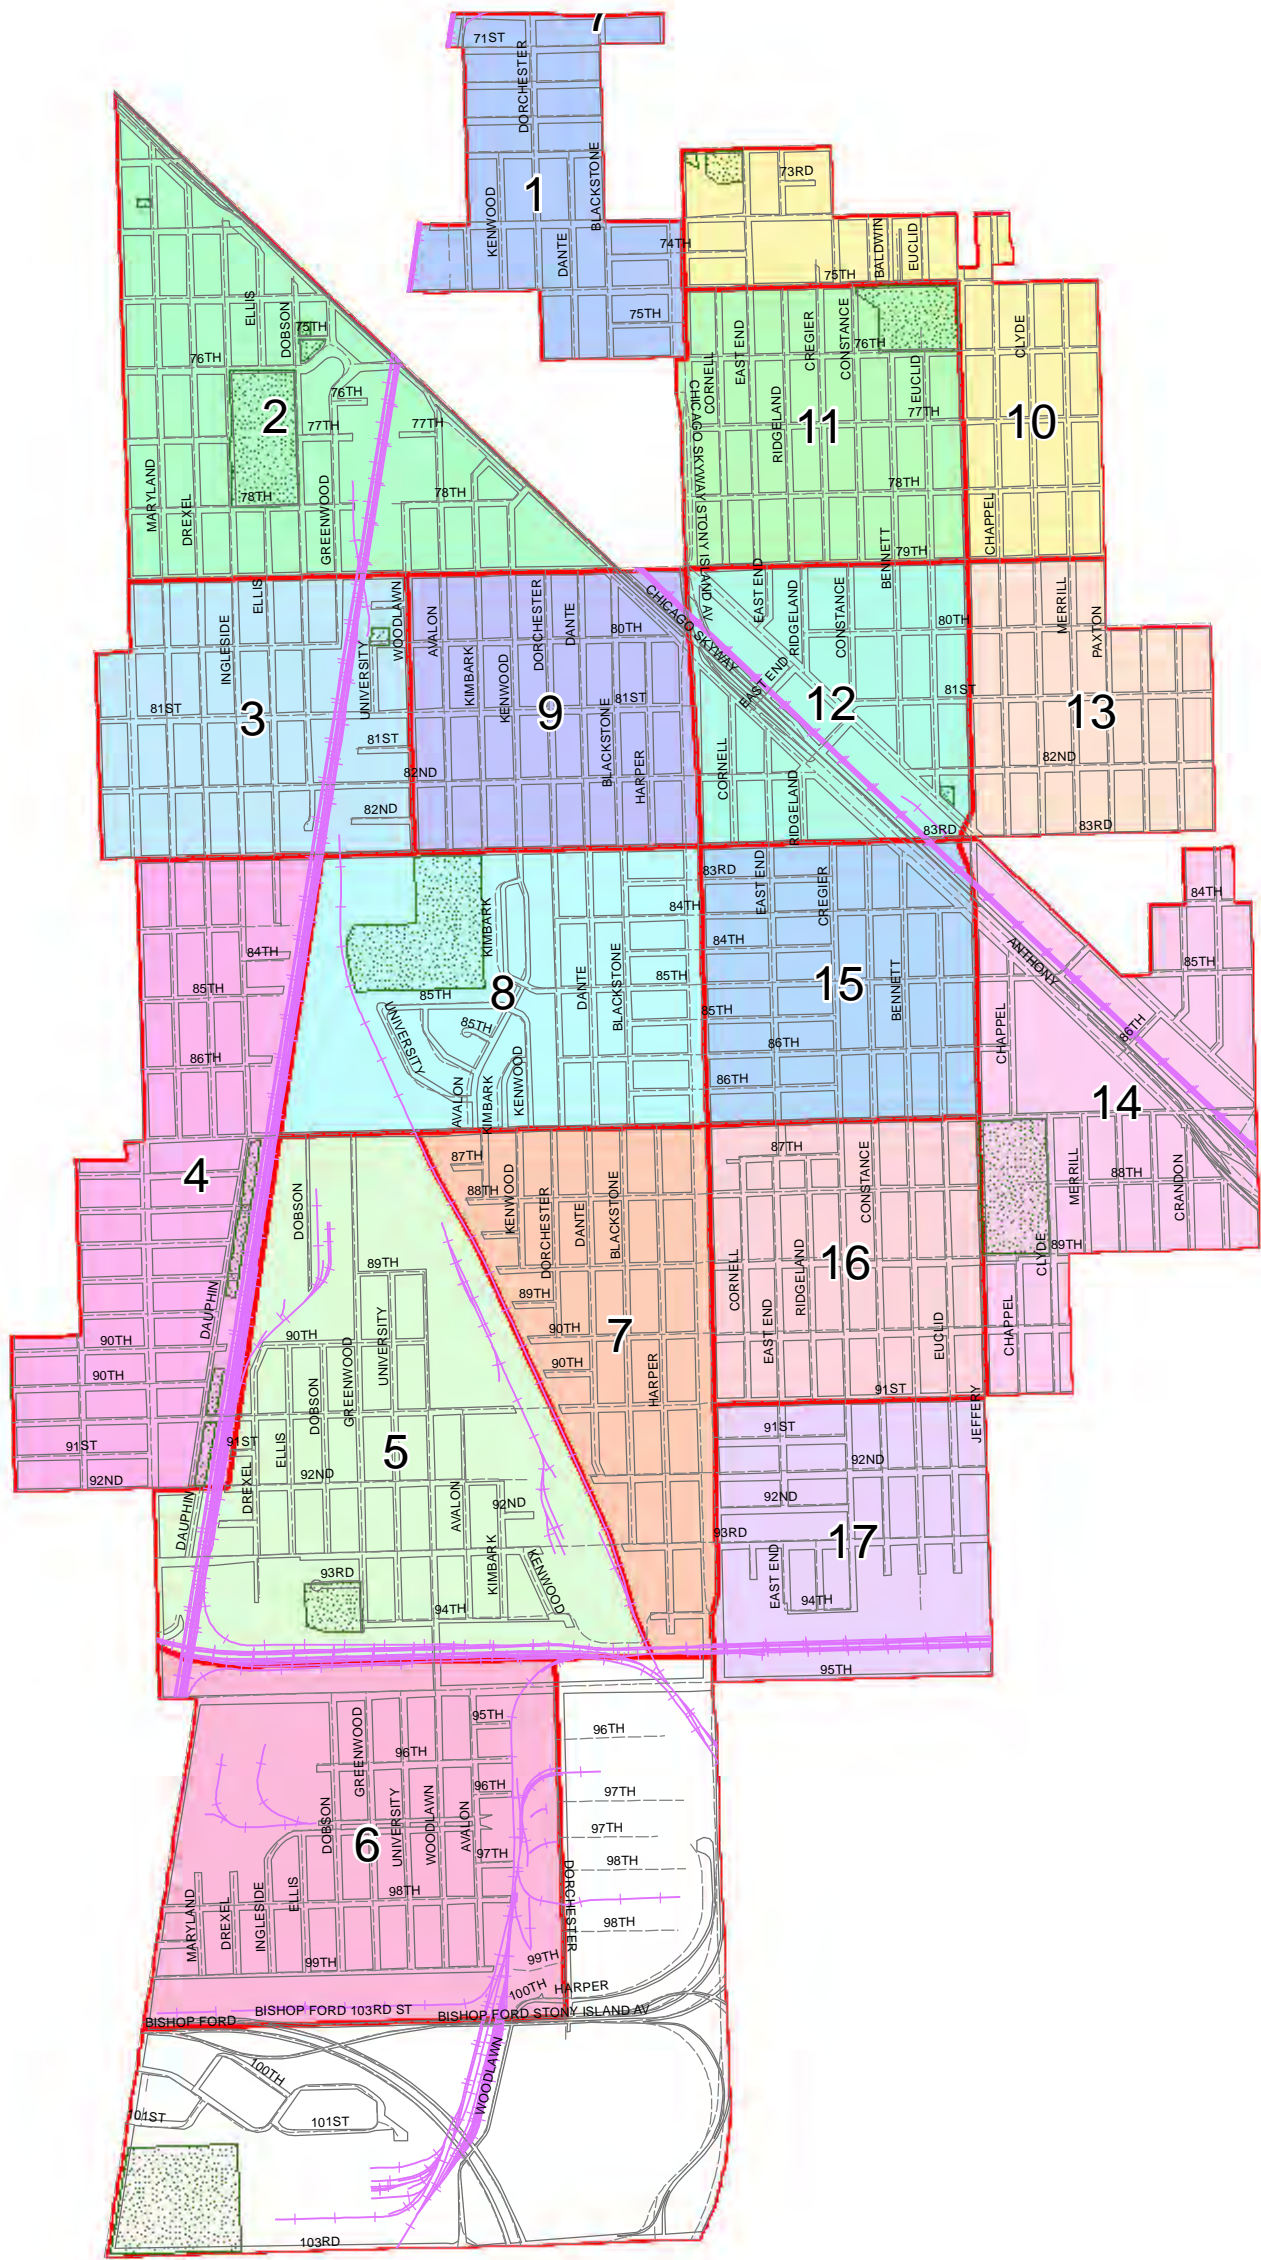 7
71ST
DORCHESTER
KENWOOD
1
BLACKSTONE
DANTE
74TH
75TH
73RD
BALDWIN
EUCLID
75TH
ELLIS
DOBSON
75TH
76TH
76TH
2
77TH
77TH
MARYLAND
DREXEL
78TH
GREENWOOD
78TH
EAST END
CREGIER
CONSTANCE
76TH
CORNELL
CHICAGO SKYWAY
STONY ISLAND AV
RIDGELAND
11
EUCLID
77TH
78TH
BENNETT
79TH
CLYDE
10
CHAPPEL
ELLIS
WOODLAWN
INGLESIDE
UNIVERSITY
81ST
3
81ST
82ND
82ND
AVALON
KIMBARK
KENWOOD
DORCHESTER
DANTE
80TH
9
81ST
BLACKSTONE
HARPER
CHICAGO SKYWAY
EAST END
RIDGELAND
CONSTANCE
80TH
EAST END
12
81ST
CORNELL
RIDGELAND
83RD
MERRILL
PAXTON
13
82ND
83RD
84TH
85TH
86TH
4
DAUPHIN
90TH
90TH
91ST
92ND
KIMBARK
84TH
85TH
8
DANTE
BLACKSTONE
85TH
85TH
UNIVERSITY
AVALON
KIMBARK
KENWOOD
83RD
EAST END
CREGIER
84TH
15
BENNETT
85TH
86TH
86TH
84TH
85TH
ANTHONY
CHAPPEL
86TH
14
MERRILL
88TH
CRANDON
CLYDE
89TH
CHAPPEL
DOBSON
89TH
90TH
UNIVERSITY
GREENWOOD
DOBSON
91ST
ELLIS
5
92ND
DREXEL
DAUPHIN
AVALON
92ND
KIMBARK
KENWOOD
93RD
94TH
87TH
88TH
KENWOOD
DORCHESTER
DANTE
BLACKSTONE
89TH
90TH
7
90TH
HARPER
87TH
CONSTANCE
CORNELL
RIDGELAND
16
EAST END
EUCLID
91ST
JEFFERY
91ST
92ND
92ND
93RD
17
EAST END
94TH
95TH
GREENWOOD
95TH
96TH
96TH
DOBSON
UNIVERSITY
WOODLAWN
AVALON
6
97TH
98TH
MARYLAND
DREXEL
INGLESIDE
ELLIS
99TH
96TH
97TH
97TH
98TH
DORCHESTER
98TH
99TH
100TH
HARPER
BISHOP FORD 103RD ST
BISHOP FORD STONY ISLAND AV
BISHOP FORD
WOODLAWN
100TH
101ST
101ST
103RD